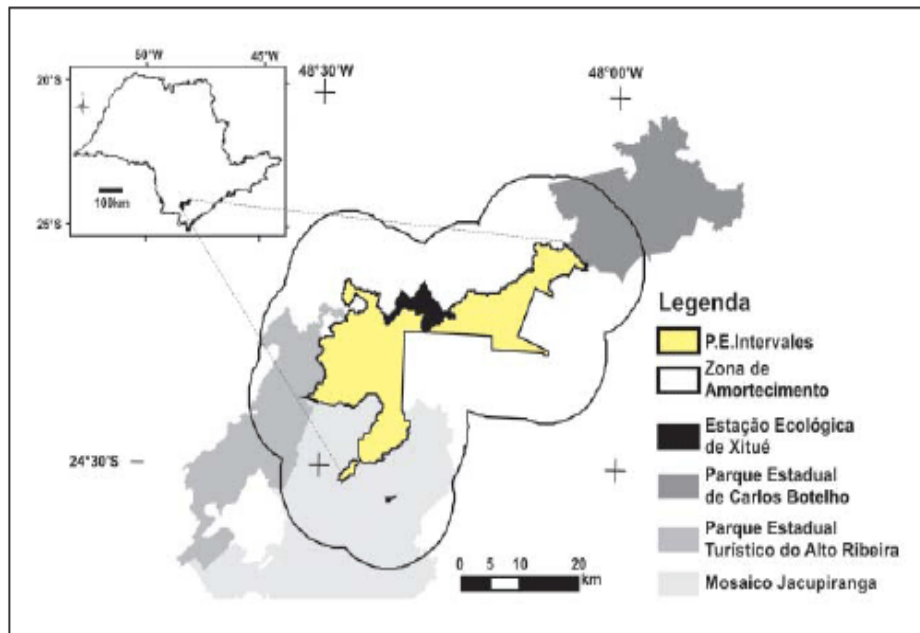 50°W 45°W
20°S
25°S
100km
48°30'W 48°00'W
24°30'S
Legenda
P.E.Intervales
Zona de
Amortecimento
Estação Ecológica
de Xitué
Parque Estadual
de Carlos Botelho
Parque Estadual
Turístico do Alto Ribeira
Mosaico Jacupiranga
0 5 10 20
km